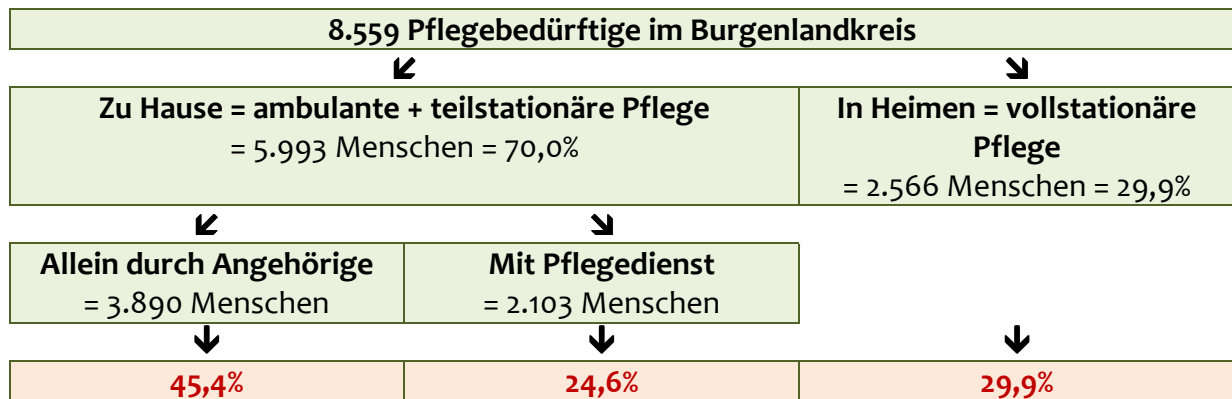 8.559 Pflegebedürftige im Burgenlandkreis
Zu Hause = ambulante + teilstationäre Pflege
= 5.993 Menschen = 70,0%
In Heimen = vollstationäre
Pflege
= 2.566 Menschen = 29,9%
Allein durch Angehörige
= 3.890 Menschen
Mit Pflegedienst
= 2.103 Menschen
45,4%
24,6%
29,9%